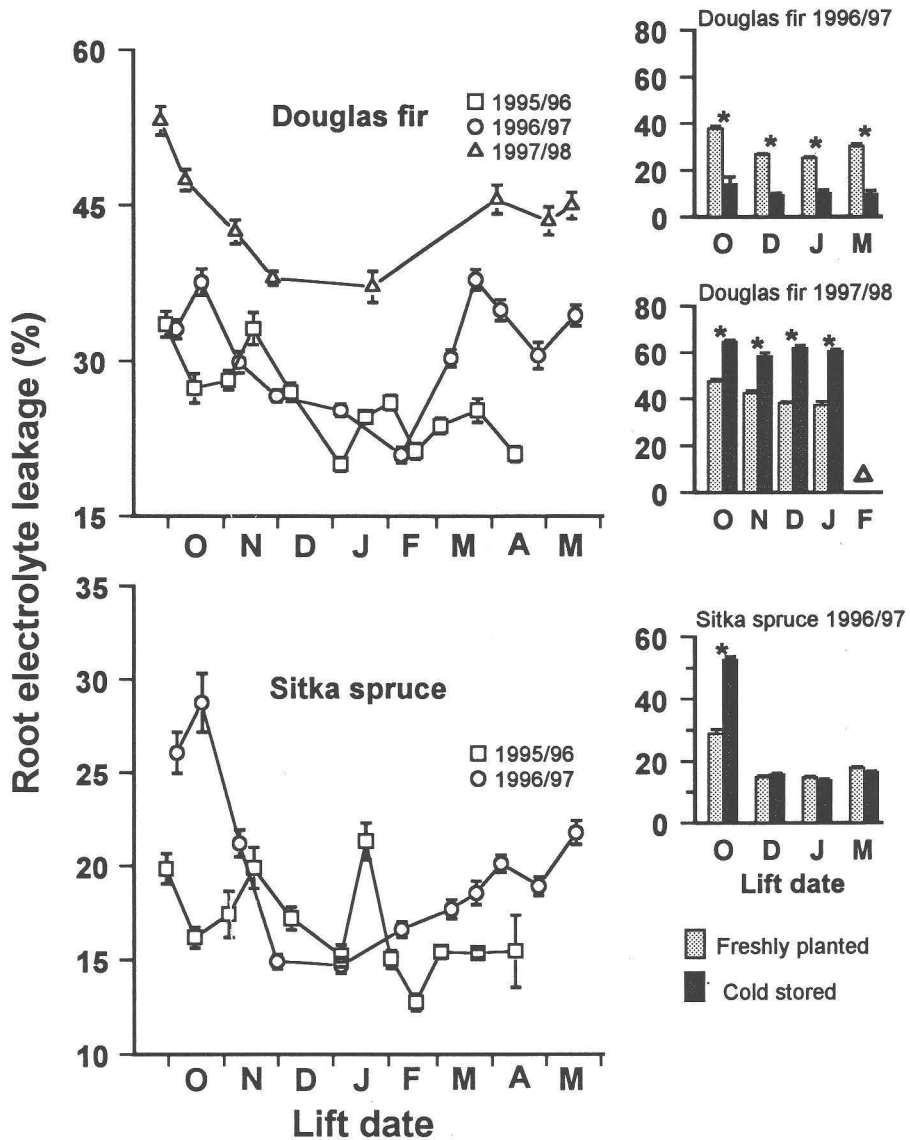 Root electrolyte leakage (%)
60
45
30
15
Douglas fir
1995/96
1996/97
1997/98
O N D J F M A M
35
30
25
20
15
10
Sitka spruce
1995/96
1996/97
O N D J F M A M
Lift date
Douglas fir 1996/97
80
60
40
20
0
* * * *
O D J M
Douglas fir 1997/98
80
60
40
20
0
* * * *
O N D J F
Sitka spruce 1996/97
60
40
20
0
*
O D J M
Lift date
Freshly planted
Cold stored